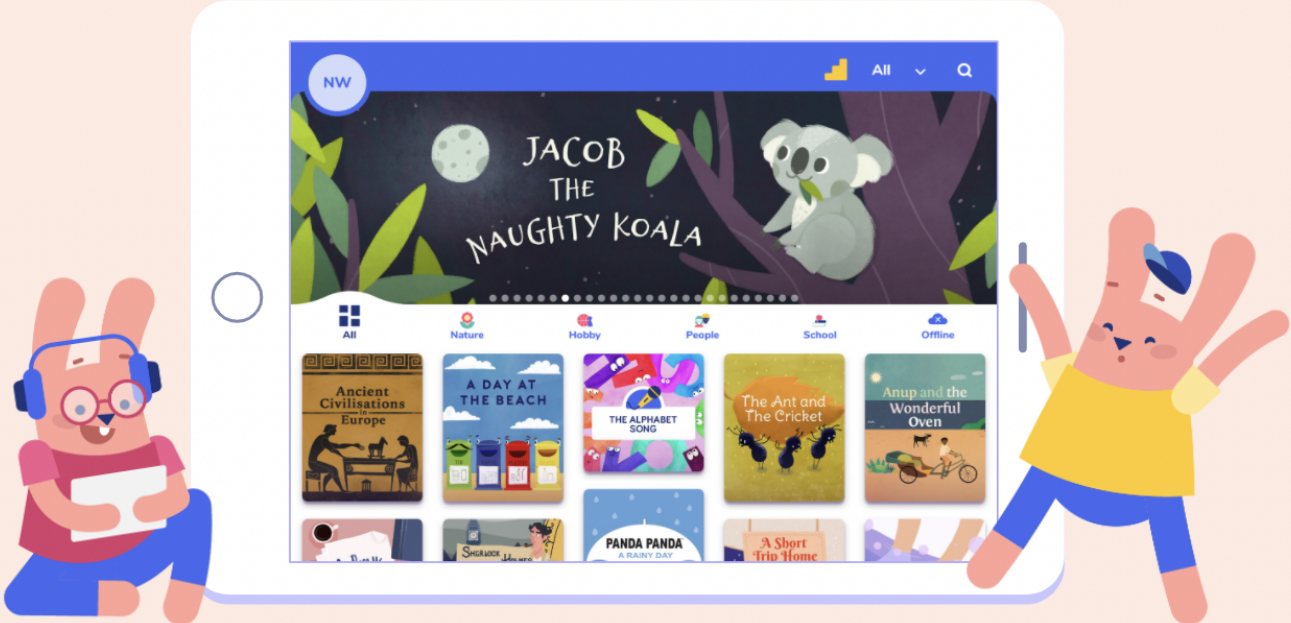 NW
All
JACOB
THE
NAUGHTY KOALA
All
Nature
Hobby
People
School
Offline
Ancient
Civilisations
in
Europe
A DAY AT
THE BEACH
THE ALPHABET
SONG
The Ant and
The Cricket
Anup and the
Wonderful
Oven
PANDA PANDA
A RAINY DAY
A Short
Trip Home